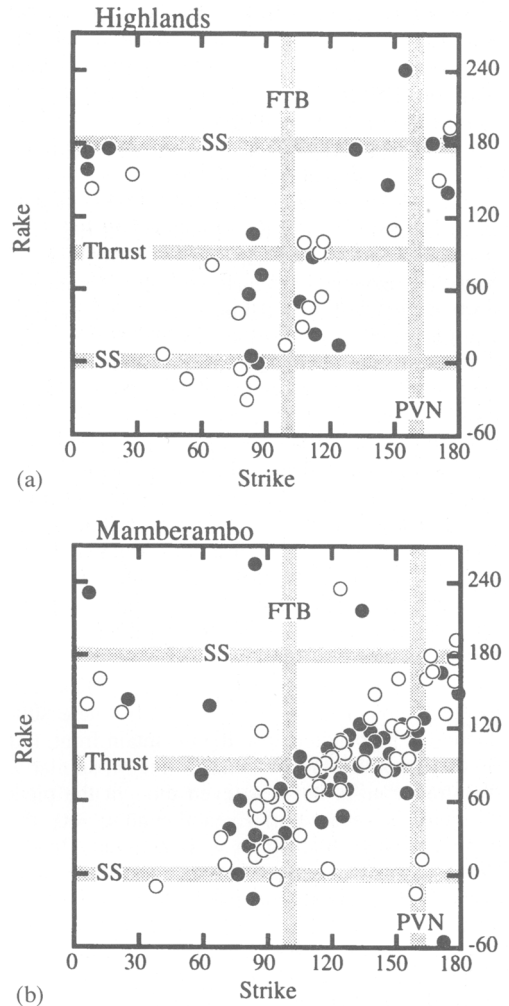 Highlands
240
FTB
SS
180
Rake
120
Thrust
60
SS
0
PVN
-60
0 30 60 90 120 150 180
(a)
Strike
Mamberambo
240
FTB
SS
180
Rake
120
Thrust
60
SS
0
PVN
-60
0 30 60 90 120 150 180
(b)
Strike